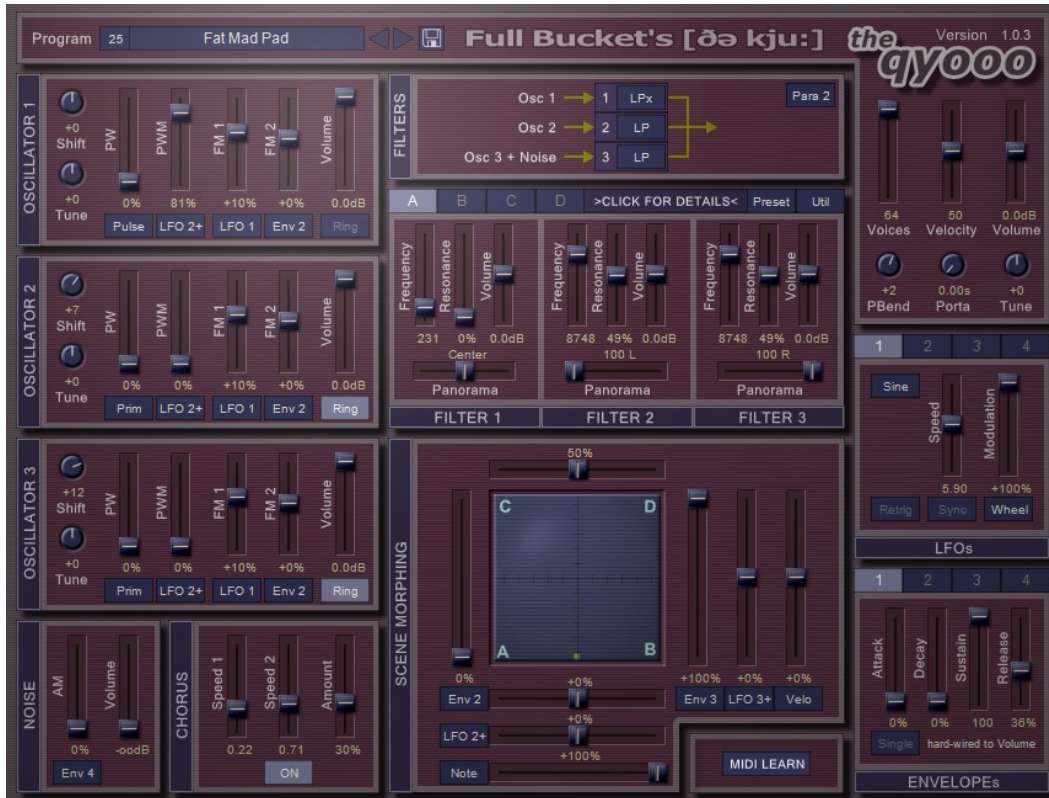 Program 25 Fat Mad Pad Full Bucket's [ðə kju:] the qyooo Version 1.0.3
OSCILLATOR 1
+0
Shift
+0
Tune
PW PWM FM 1 FM 2 Volume
0% 81% +10% +0% 0.0dB
Pulse LFO 2+ LFO 1 Env 2 Ring
OSCILLATOR 2
+7
Shift
+0
Tune
PW PWM FM 1 FM 2 Volume
0% 0% +10% +0% 0.0dB
Prim LFO 2+ LFO 1 Env 2 Ring
OSCILLATOR 3
+12
Shift
+0
Tune
PW PWM FM 1 FM 2 Volume
0% 0% +10% +0% 0.0dB
Prim LFO 2+ LFO 1 Env 2 Ring
NOISE
AM Volume
0% -oodB
Env 4
CHORUS
Speed 1 Speed 2 Amount
0.22 0.71 30%
ON
FILTERS
Osc 1 1 LPx Para 2
Osc 2 2 LP
Osc 3 + Noise 3 LP
A B C D >CLICK FOR DETAILS< Preset Util
Frequency Resonance Volume Frequency Resonance Volume Frequency Resonance Volume
231 0% 0.0dB 8748 49% 0.0dB 8748 49% 0.0dB
Center 100 L 100 R
Panorama Panorama Panorama
FILTER 1 FILTER 2 FILTER 3
SCENE MORPHING
50%
C D
A B
0% +0% +100% +0% +0%
Env 2 Env 3 LFO 3+ Velo
+0%
LFO 2+
+100%
Note
MIDI LEARN
64 50 0.0dB
Voices Velocity Volume
+2 0.00s +0
PBend Porta Tune
1 2 3 4
Sine Speed Modulation
5.90 +100%
Retrig Sync Wheel
LFOs
1 2 3 4
Attack Decay Sustain Release
0% 0% 100 36%
Single hard-wired to Volume
ENVELOPEs